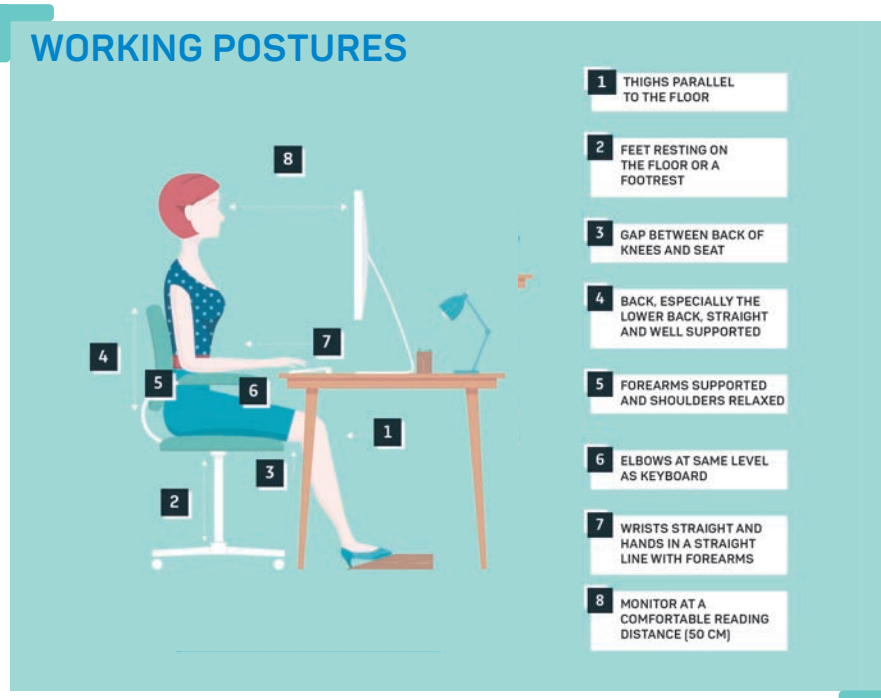 WORKING POSTURES
8
4
7
5
6
1
3
2
1 THIGHS PARALLEL
TO THE FLOOR
2 FEET RESTING ON
THE FLOOR OR A
FOOTREST
3 GAP BETWEEN BACK OF
KNEES AND SEAT
4 BACK, ESPECIALLY THE
LOWER BACK, STRAIGHT
AND WELL SUPPORTED
5 FOREARMS SUPPORTED
AND SHOULDERS RELAXED
6 ELBOWS AT SAME LEVEL
AS KEYBOARD
7 WRISTS STRAIGHT AND
HANDS IN A STRAIGHT
LINE WITH FOREARMS
8 MONITOR AT A
COMFORTABLE READING
DISTANCE (50 CM)